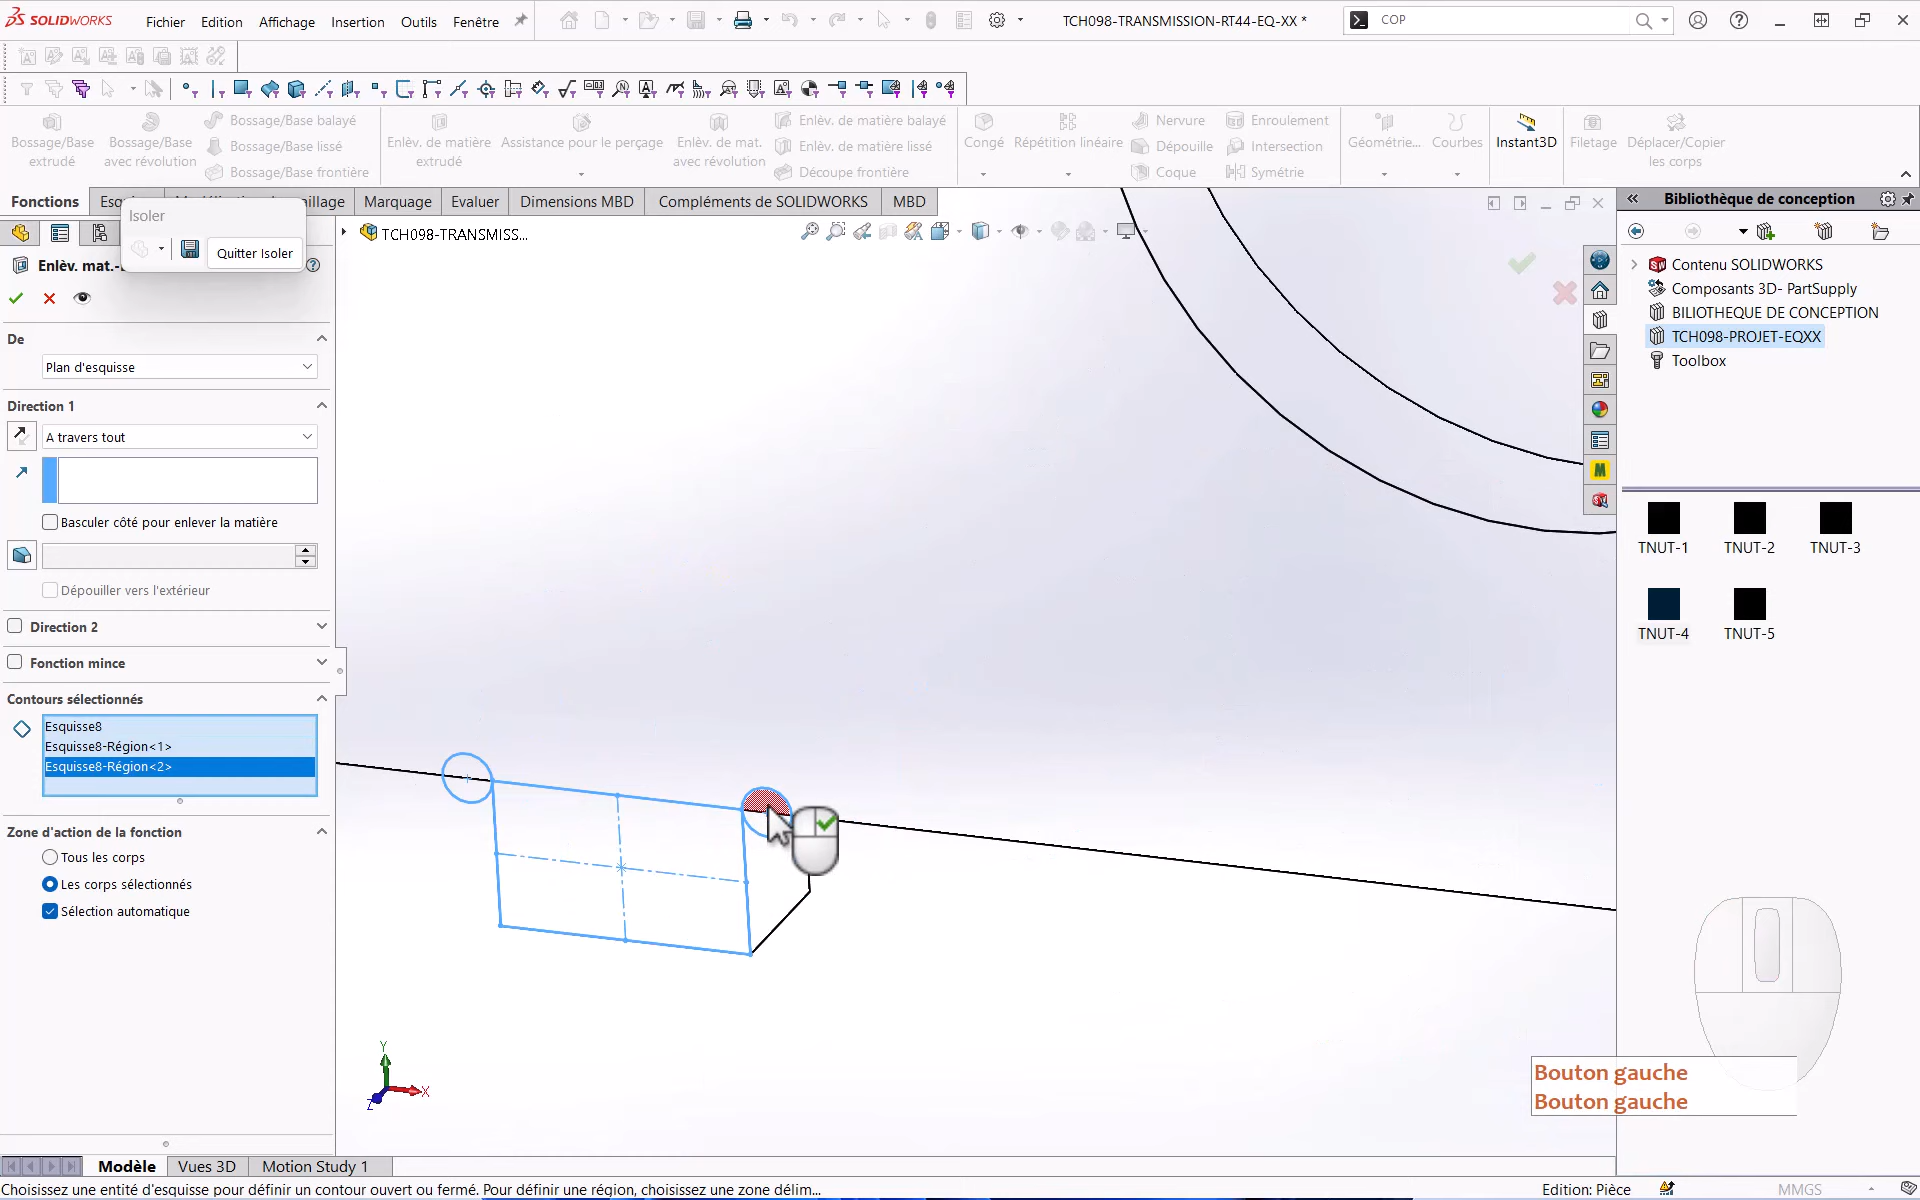 SOLIDWORKS
Fichier Edition Affichage Insertion Outils Fenêtre
TCH098-TRANSMISSION-RT44-EQ-XX *
COP
Bossage/Base extrudé
Bossage/Base avec révolution
Bossage/Base balayé
Bossage/Base lissé
Bossage/Base frontière
Enlèv. de matière extrudé
Assistance pour le perçage
Enlèv. de mat. avec révolution
Enlèv. de matière balayé
Enlèv. de matière lissé
Découpe frontière
Congé
Répétition linéaire
Nervure
Dépouille
Coque
Enroulement
Intersection
Symétrie
Géométrie...
Courbes
Instant3D
Filetage
Déplacer/Copier les corps
Fonctions
Marquage
Evaluer
Dimensions MBD
Compléments de SOLIDWORKS
MBD
Isoler
Quitter Isoler
Enlèv. mat.-
TCH098-TRANSMISS...
De
Plan d'esquisse
Direction 1
A travers tout
Basculer côté pour enlever la matière
Dépouiller vers l'extérieur
Direction 2
Fonction mince
Contours sélectionnés
Esquisse8
Esquisse8-Région<1>
Esquisse8-Région<2>
Zone d'action de la fonction
Tous les corps
Les corps sélectionnés
Sélection automatique
Y
X
Z
Bibliothèque de conception
Contenu SOLIDWORKS
Composants 3D- PartSupply
BILIOTHEQUE DE CONCEPTION
TCH098-PROJET-EQXX
Toolbox
M
TNUT-1 TNUT-2 TNUT-3
TNUT-4 TNUT-5
Bouton gauche
Bouton gauche
Modèle
Vues 3D
Motion Study 1
Choisissez une entité d'esquisse pour définir un contour ouvert ou fermé. Pour définir une région, choisissez une zone délim...
Edition: Pièce
MMGS